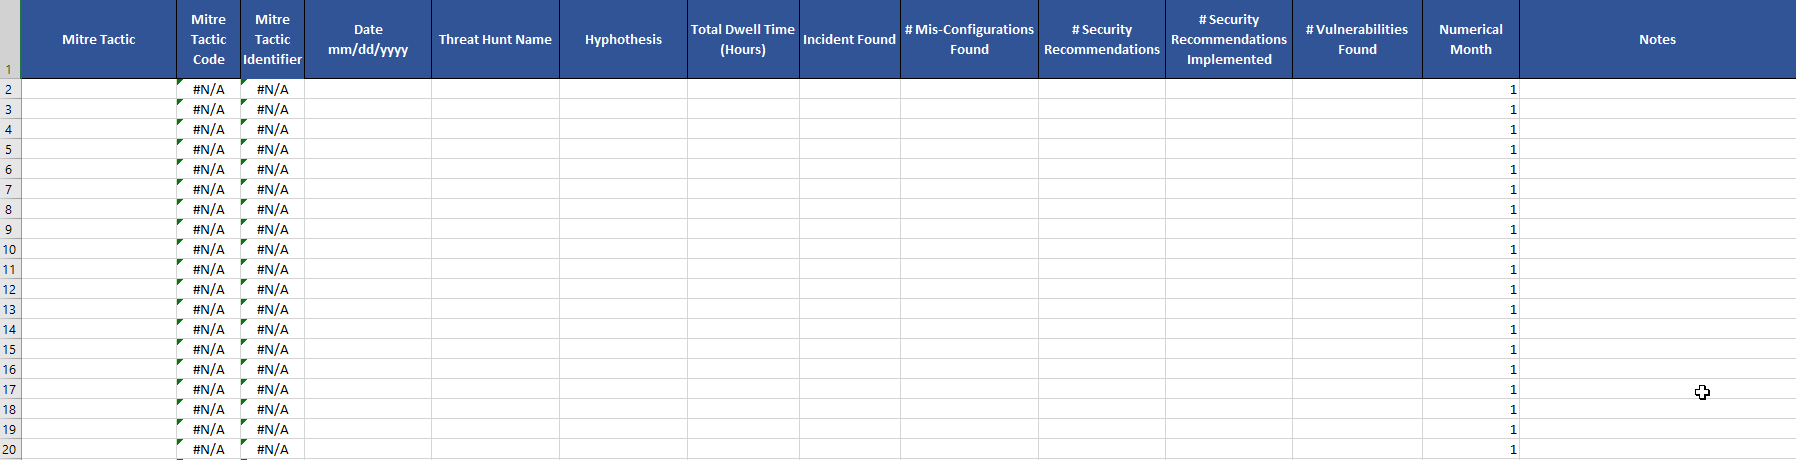 1 Mitre Tactic Mitre Tactic Code Mitre Tactic Identifier Date mm/dd/yyyy Threat Hunt Name Hyphothesis Total Dwell Time (Hours) Incident Found # Mis-Configurations Found # Security Recommendations # Security Recommendations Implemented # Vulnerabilities Found Numerical Month Notes
2 #N/A #N/A 1
3 #N/A #N/A 1
4 #N/A #N/A 1
5 #N/A #N/A 1
6 #N/A #N/A 1
7 #N/A #N/A 1
8 #N/A #N/A 1
9 #N/A #N/A 1
10 #N/A #N/A 1
11 #N/A #N/A 1
12 #N/A #N/A 1
13 #N/A #N/A 1
14 #N/A #N/A 1
15 #N/A #N/A 1
16 #N/A #N/A 1
17 #N/A #N/A 1
18 #N/A #N/A 1
19 #N/A #N/A 1
20 #N/A #N/A 1